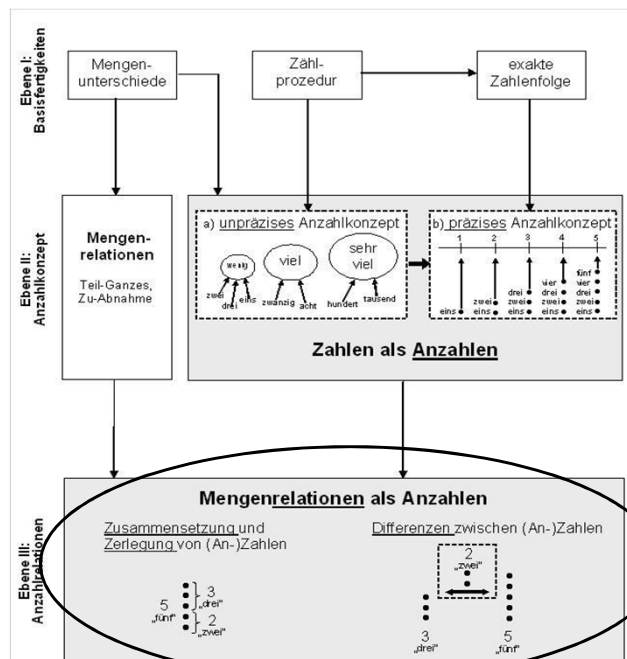 Ebene I:
Basisfertigkeiten
Mengen-
unterschiede
Zähl-
prozedur
exakte
Zahlenfolge
Ebene II:
Anzahlkonzept
Mengen-
relationen
Teil-Ganzes,
Zu-Abnahme
a) unpräzises Anzahlkonzept
wenig
viel
sehr
viel
zwei
drei
eins
zwanzig
acht
hundert
tausend
b) präzises Anzahlkonzept
1 2 3 4 5
fünf
vier vier
drei drei drei
zwei zwei zwei zwei
eins eins eins eins eins
Zahlen als Anzahlen
Ebene III:
Anzahlrelationen
Mengenrelationen als Anzahlen
Zusammensetzung und
Zerlegung von (An-)Zahlen
5
„fünf"
3
„drei"
2
„zwei"
Differenzen zwischen (An-)Zahlen
2
„zwei"
3
„drei"
5
„fünf"